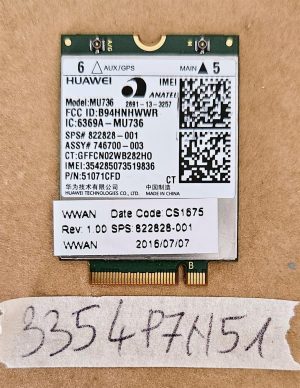 A/G
M
HUAWEI
IMEI
6 AUX/GPS
MAIN 5
ANATEL
Model:MU736
2691-13-3257
FCC ID:B94HNHWWR
IC:6369A-MU736
SPS# 822828-001
ASSY# 746700-003
CT:GFFCN02WB282HO
IMEI:354285073519836
P/N:51071CFD
华为技术有限公司
HUAWEI TECHNOLOGIES CO.,LTD.
CT
中国制造
MADE IN CHINA
WWAN Date Code CS1675
Rev: 1.00 SPS:822828-001
WWAN 2016/07/07
B
3354P7N51